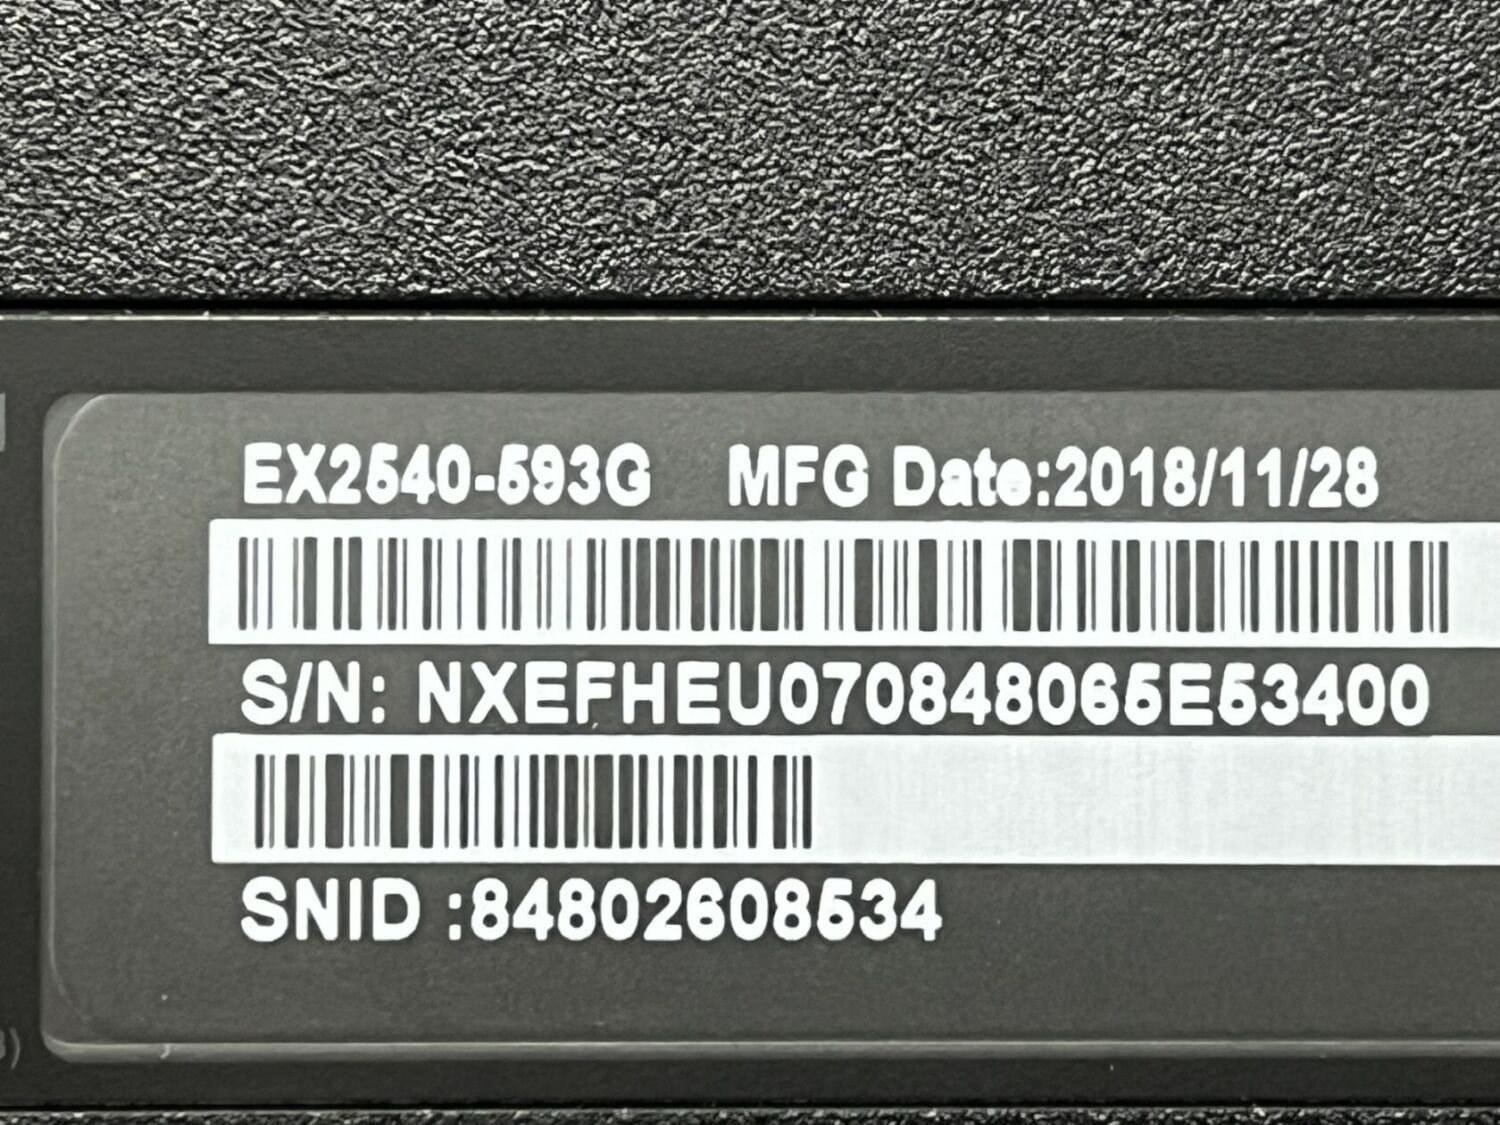 EX2540-593G MFG Date:2018/11/28
S/N: NXEFHEU070848065E53400
SNID :84802608534